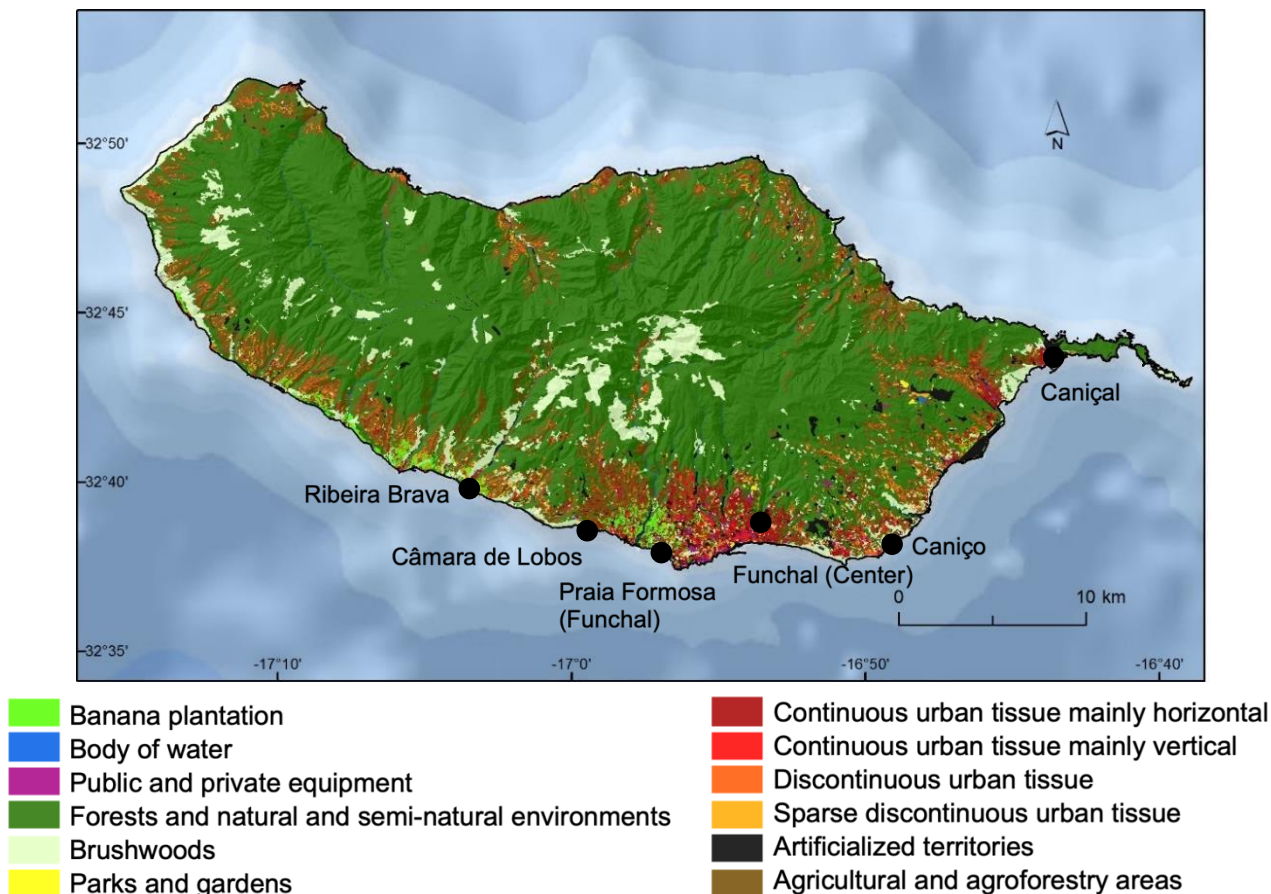 32°50'
N
32°45'
Caniçal
32°40'
Ribeira Brava
Câmara de Lobos
Caniço
Praia Formosa
(Funchal)
Funchal (Center)
0
10 km
32°35'
-17°10'
-17°0'
-16°50'
-16°40'
Banana plantation
Body of water
Public and private equipment
Forests and natural and semi-natural environments
Brushwoods
Parks and gardens
Continuous urban tissue mainly horizontal
Continuous urban tissue mainly vertical
Discontinuous urban tissue
Sparse discontinuous urban tissue
Artificialized territories
Agricultural and agroforestry areas